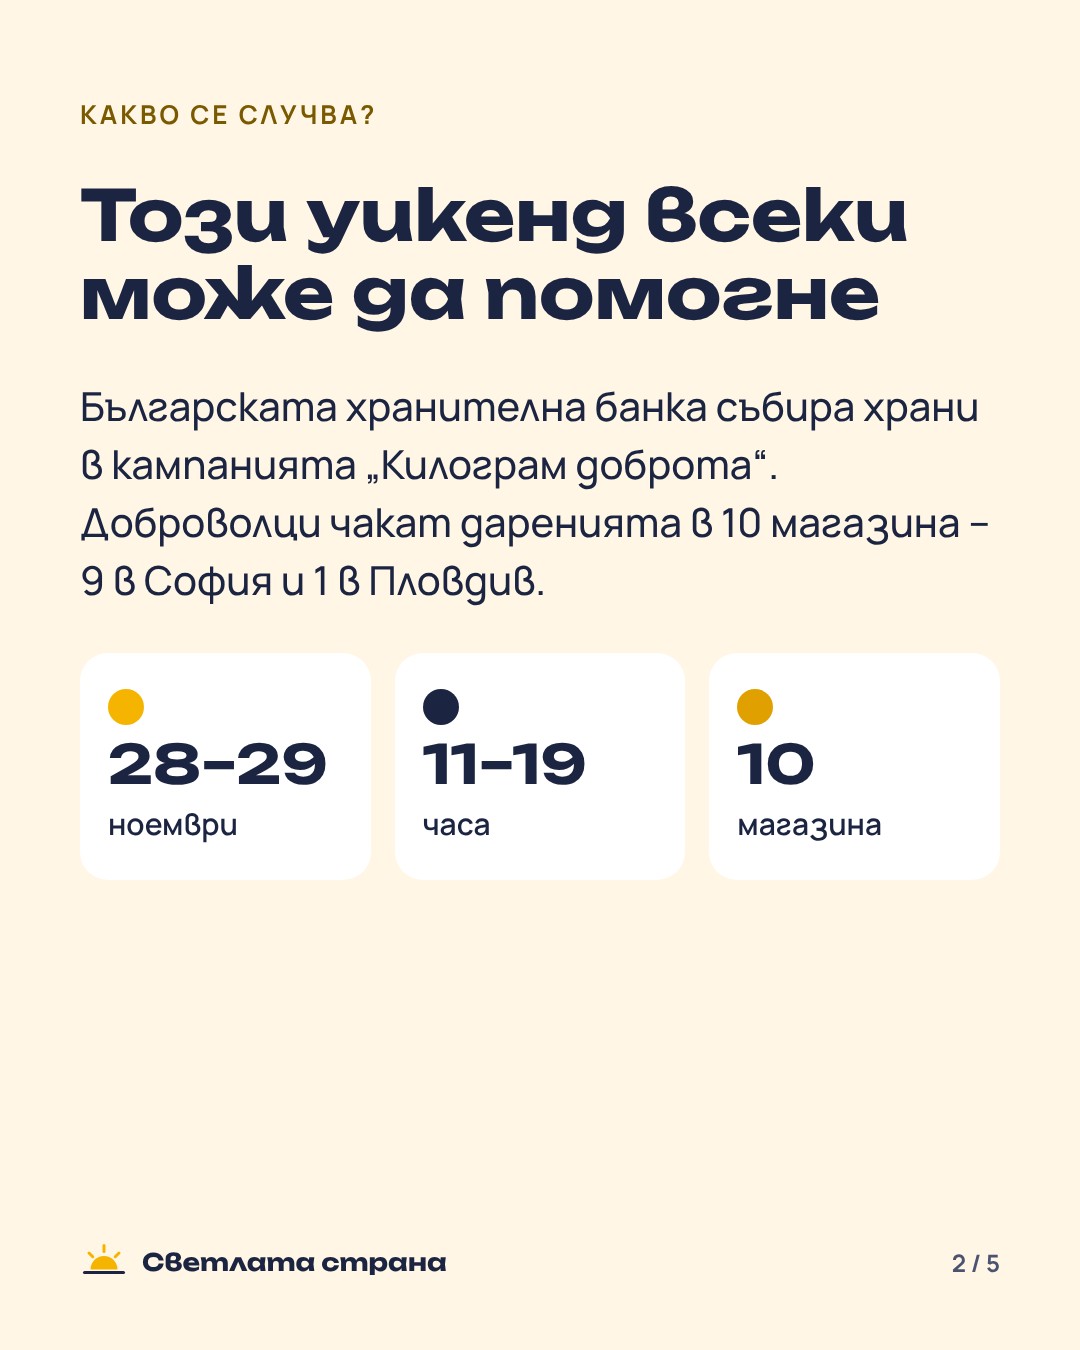 КАКВО СЕ СЛУЧВА?
Този уикенд всеки
може да помогне
Българската хранителна банка събира храни
в кампанията „Килограм доброта“.
Доброволци чакат даренията в 10 магазина –
9 в София и 1 в Пловдив.
28–29
ноември
11–19
часа
10
магазина
Светлата страна
2 / 5